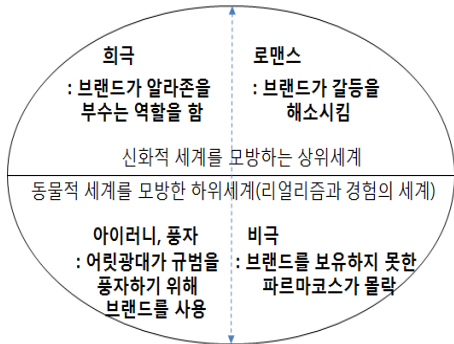 희극
: 브랜드가 알라존을
부수는 역할을 함
로맨스
: 브랜드가 갈등을
해소시킴
신화적 세계를 모방하는 상위세계
동물적 세계를 모방한 하위세계(리얼리즘과 경험의 세계)
아이러니, 풍자
: 어릿광대가 규범을
풍자하기 위해
브랜드를 사용
비극
: 브랜드를 보유하지 못한
파르마코스가 몰락